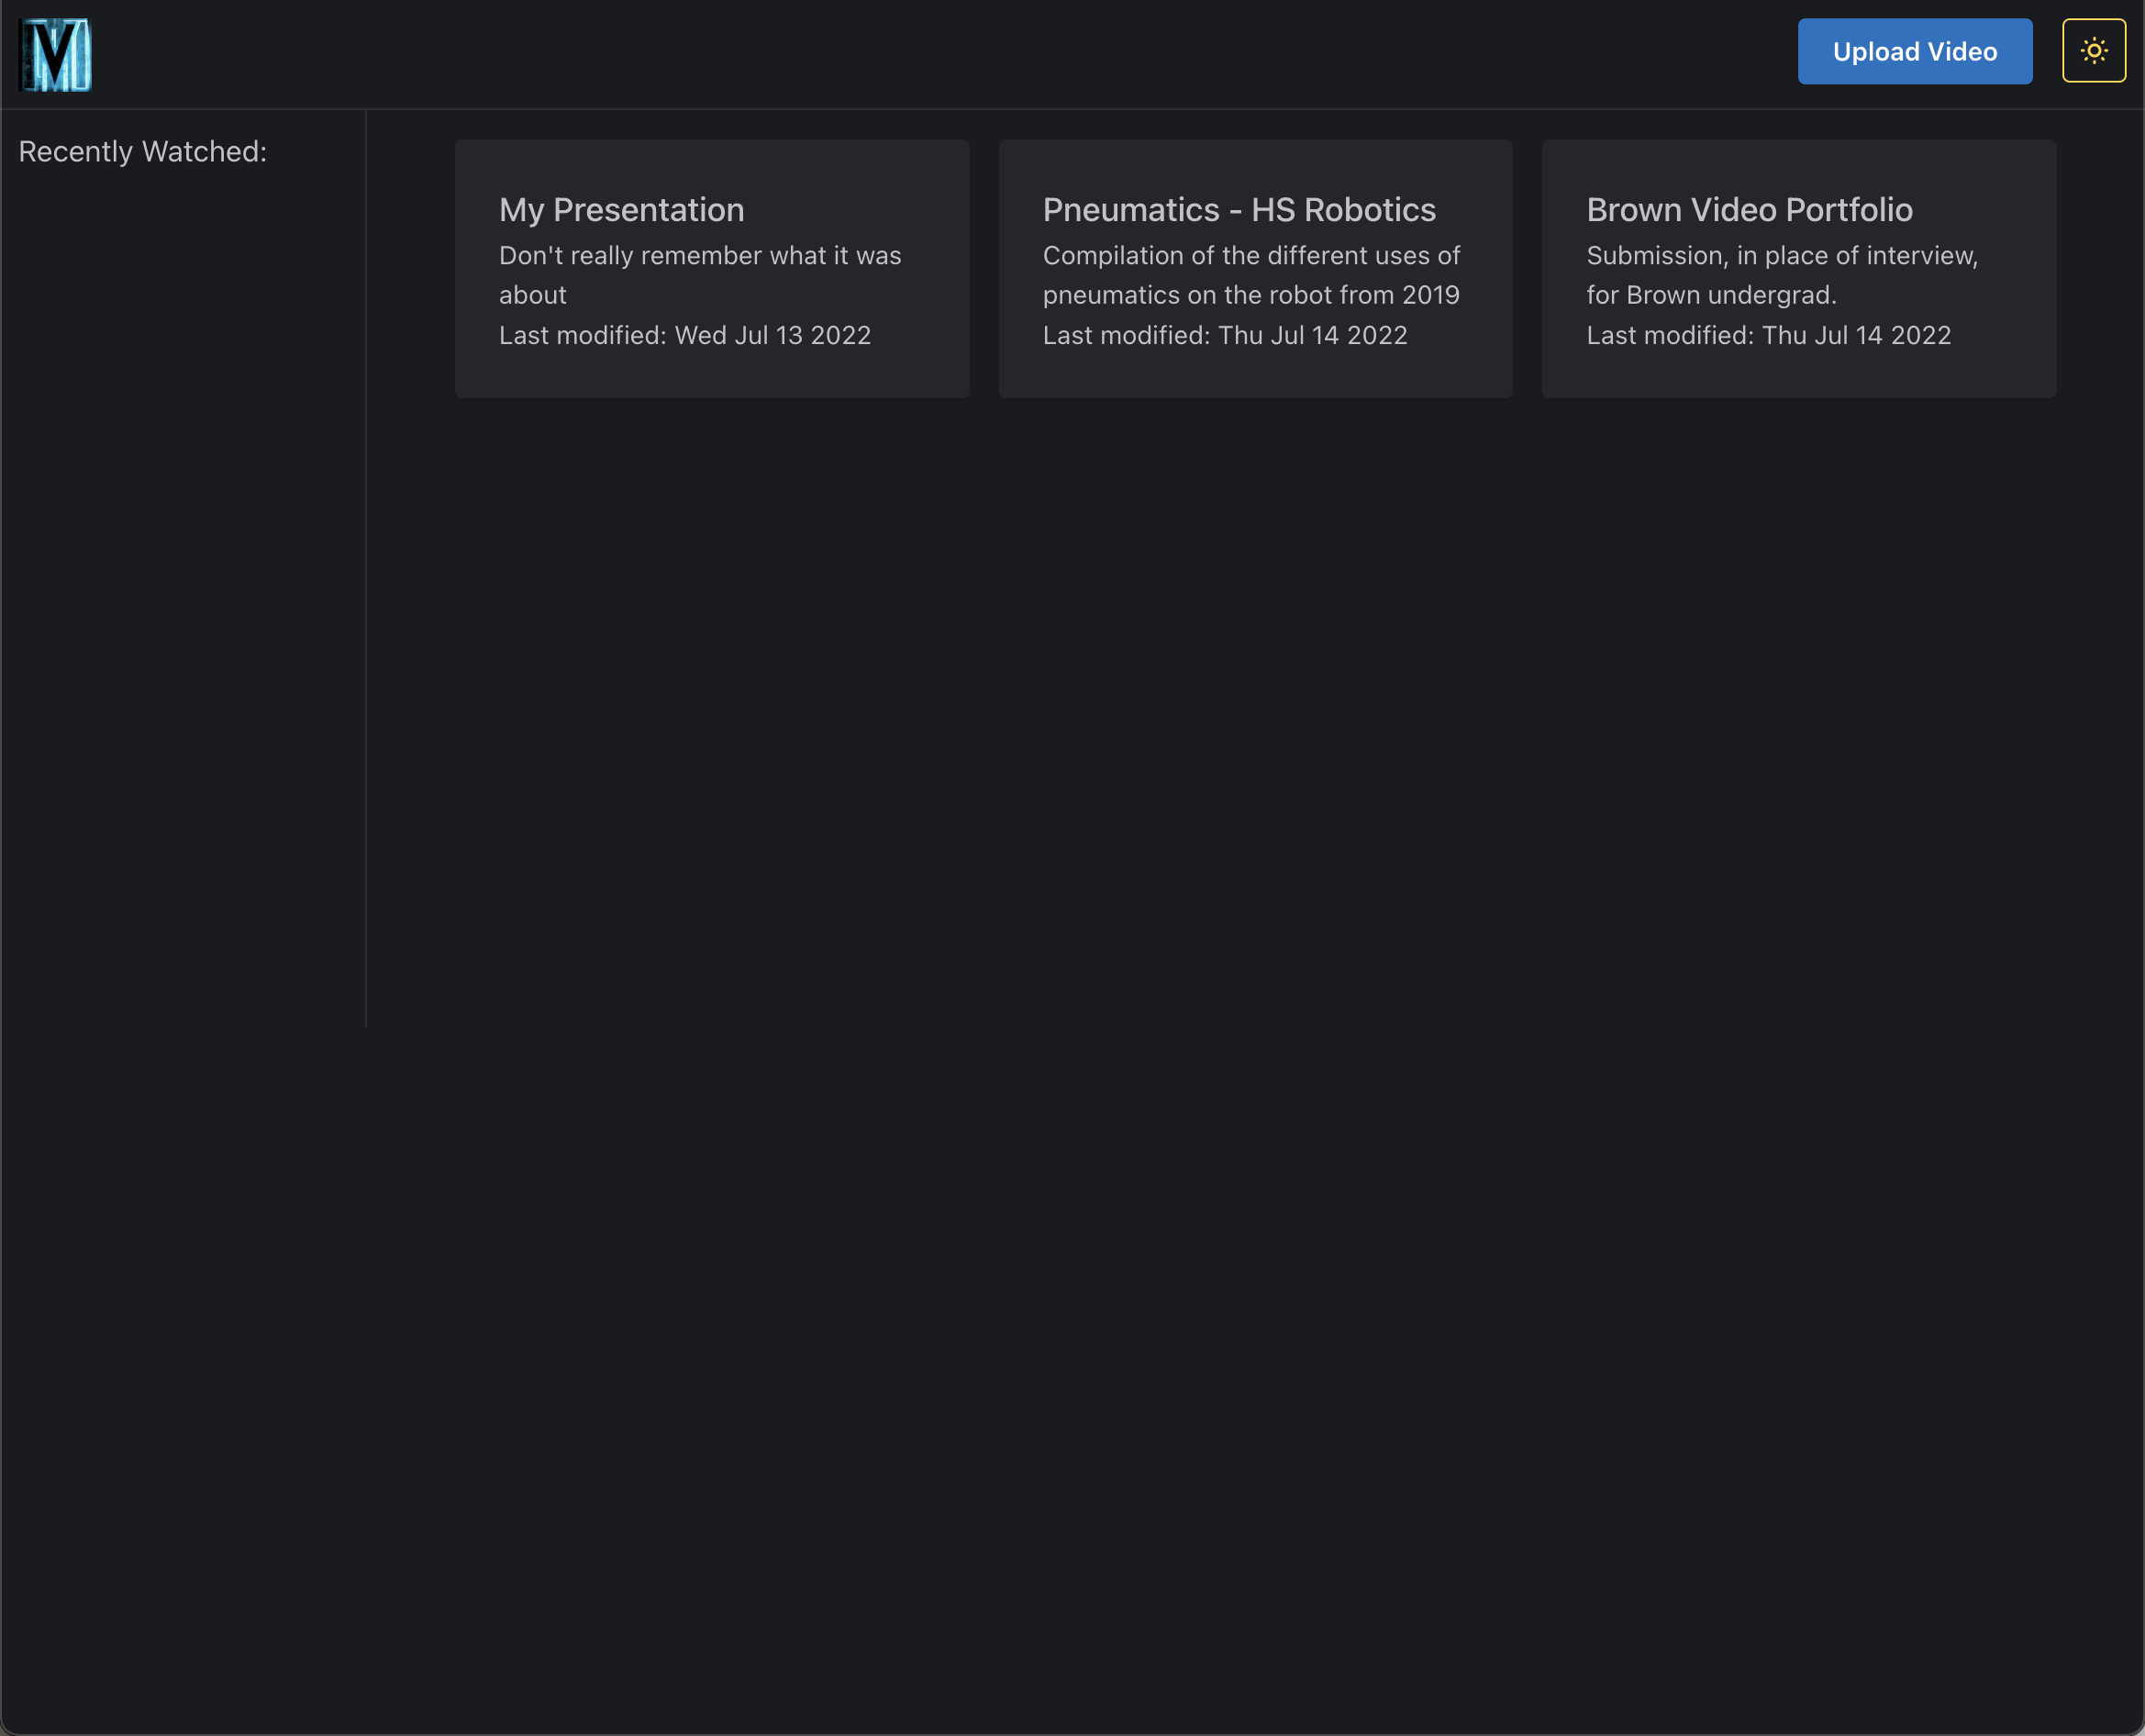 Upload Video
Recently Watched:
My Presentation
Don't really remember what it was
about
Last modified: Wed Jul 13 2022
Pneumatics - HS Robotics
Compilation of the different uses of
pneumatics on the robot from 2019
Last modified: Thu Jul 14 2022
Brown Video Portfolio
Submission, in place of interview,
for Brown undergrad.
Last modified: Thu Jul 14 2022